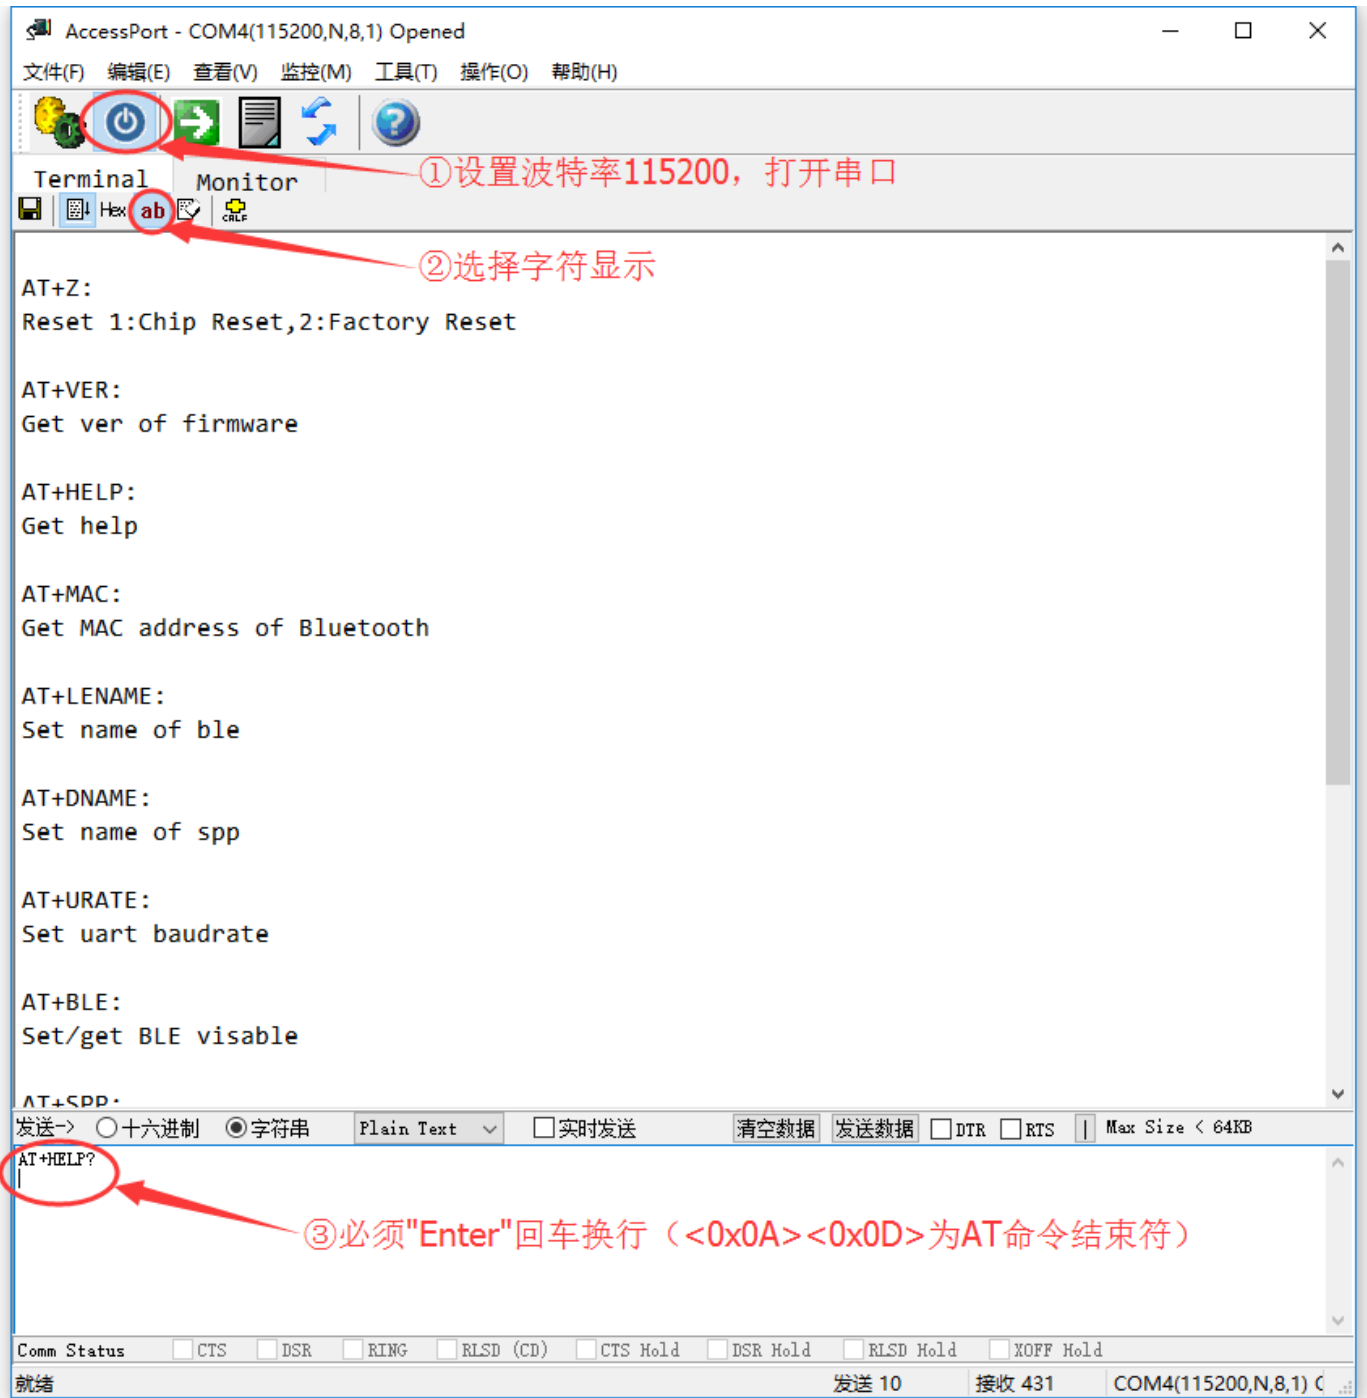 AccessPort - COM4(115200,N,8,1) Opened
文件(F) 编辑(E) 查看(V) 监控(M) 工具(T) 操作(O) 帮助(H)
①设置波特率115200，打开串口
Terminal Monitor
Hex ab CRLF
②选择字符显示
AT+Z:
Reset 1:Chip Reset,2:Factory Reset
AT+VER:
Get ver of firmware
AT+HELP:
Get help
AT+MAC:
Get MAC address of Bluetooth
AT+LENAME:
Set name of ble
AT+DNAME:
Set name of spp
AT+URATE:
Set uart baudrate
AT+BLE:
Set/get BLE visable
AT+SPP:
发送-> 十六进制 字符串 Plain Text 实时发送 清空数据 发送数据 DTR RTS Max Size < 64KB
AT+HELP?
③必须"Enter"回车换行（<0x0A><0x0D>为AT命令结束符）
Comm Status CTS DSR RING RLSD (CD) CTS Hold DSR Hold RLSD Hold XOFF Hold
就绪 发送 10 接收 431 COM4(115200,N,8,1)